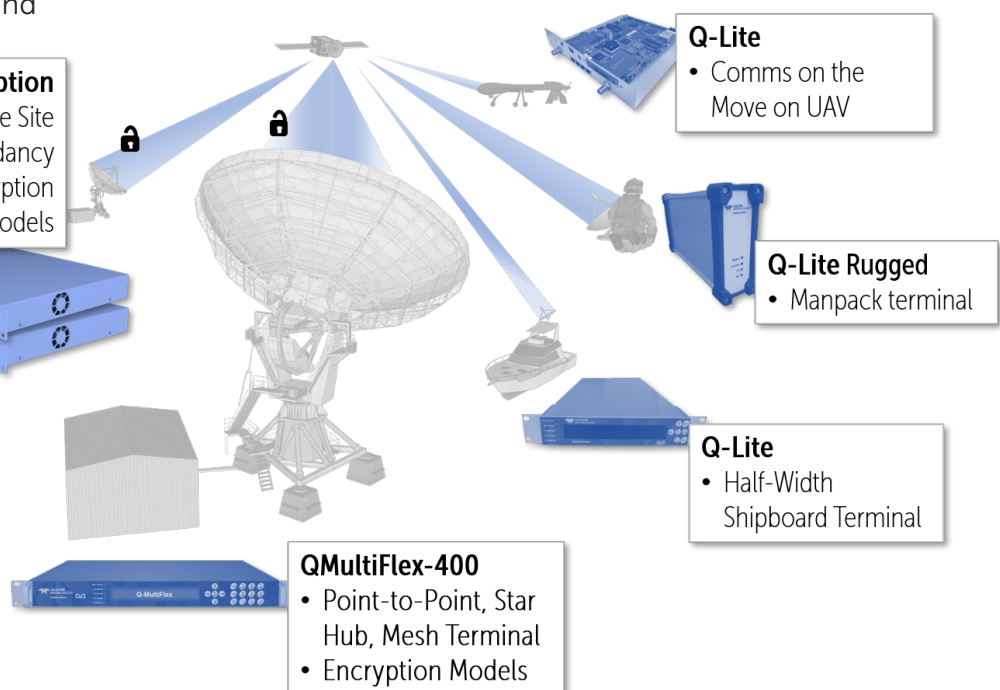 and
ption
e Site
dancy
ption
odels
Q-Lite
• Comms on the
Move on UAV
Q-Lite Rugged
• Manpack terminal
Q-Lite
• Half-Width
Shipboard Terminal
Q-MultiFlex
QMultiFlex-400
• Point-to-Point, Star
Hub, Mesh Terminal
• Encryption Models